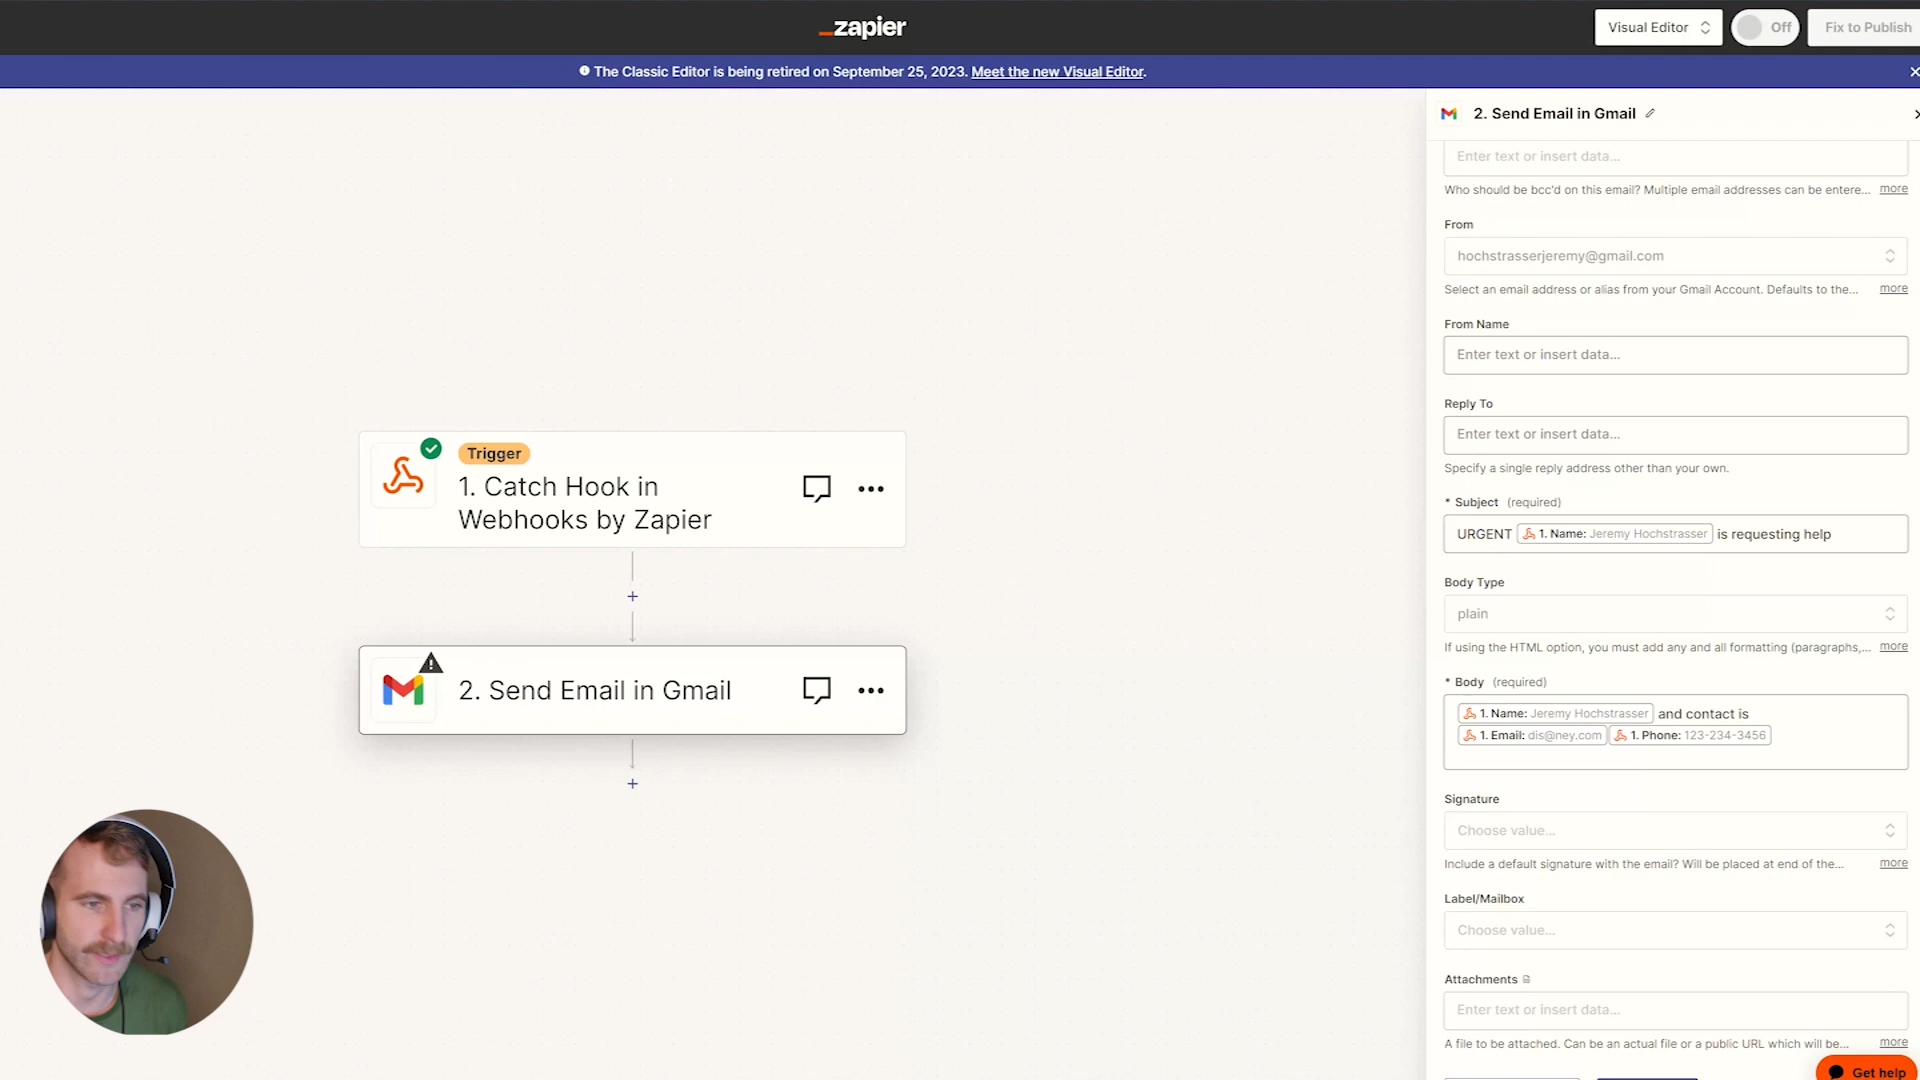 zapier
Visual Editor
Off
Fix to Publish
The Classic Editor is being retired on September 25, 2023. Meet the new Visual Editor.
2. Send Email in Gmail
Enter text or insert data...
Who should be bcc'd on this email? Multiple email addresses can be entere... more
From
hochstrasserjeremy@gmail.com
Select an email address or alias from your Gmail Account. Defaults to the... more
From Name
Enter text or insert data...
Reply To
Enter text or insert data...
Specify a single reply address other than your own.
* Subject (required)
URGENT 1. Name: Jeremy Hochstrasser is requesting help
Body Type
plain
If using the HTML option, you must add any and all formatting (paragraphs,... more
* Body (required)
1. Name: Jeremy Hochstrasser and contact is
1. Email: dis@ney.com 1. Phone: 123-234-3456
Signature
Choose value...
Include a default signature with the email? Will be placed at end of the... more
Label/Mailbox
Choose value...
Attachments
Enter text or insert data...
A file to be attached. Can be an actual file or a public URL which will be... more
Get help
Trigger
1. Catch Hook in
Webhooks by Zapier
2. Send Email in Gmail